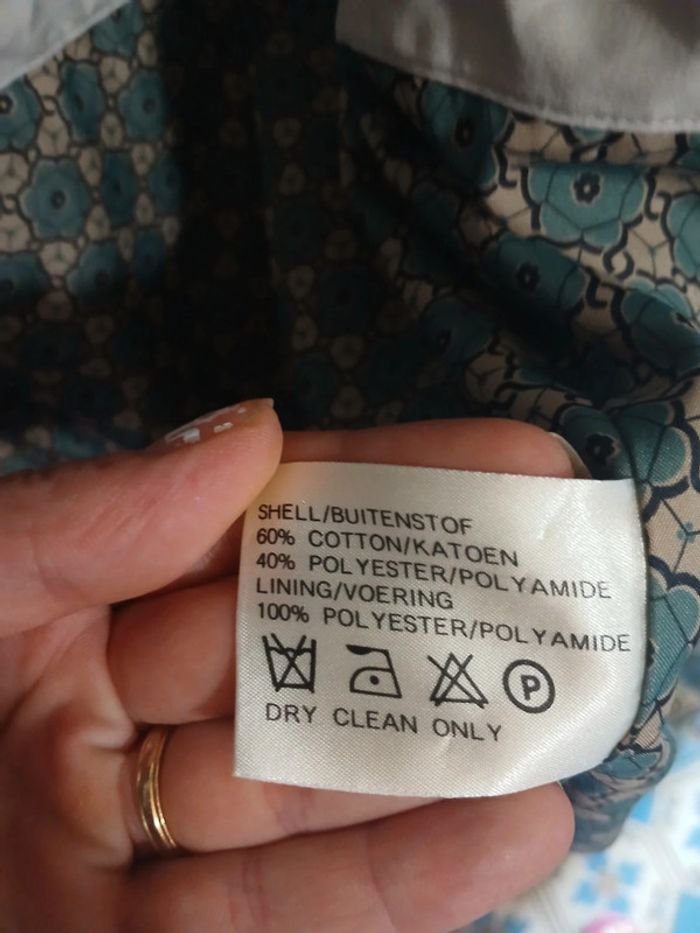 SHELL/BUITENSTOF
60% COTTON/KATOEN
40% POLYESTER/POLYAMIDE
LINING/VOERING
100% POLYESTER/POLYAMIDE
P
DRY CLEAN ONLY